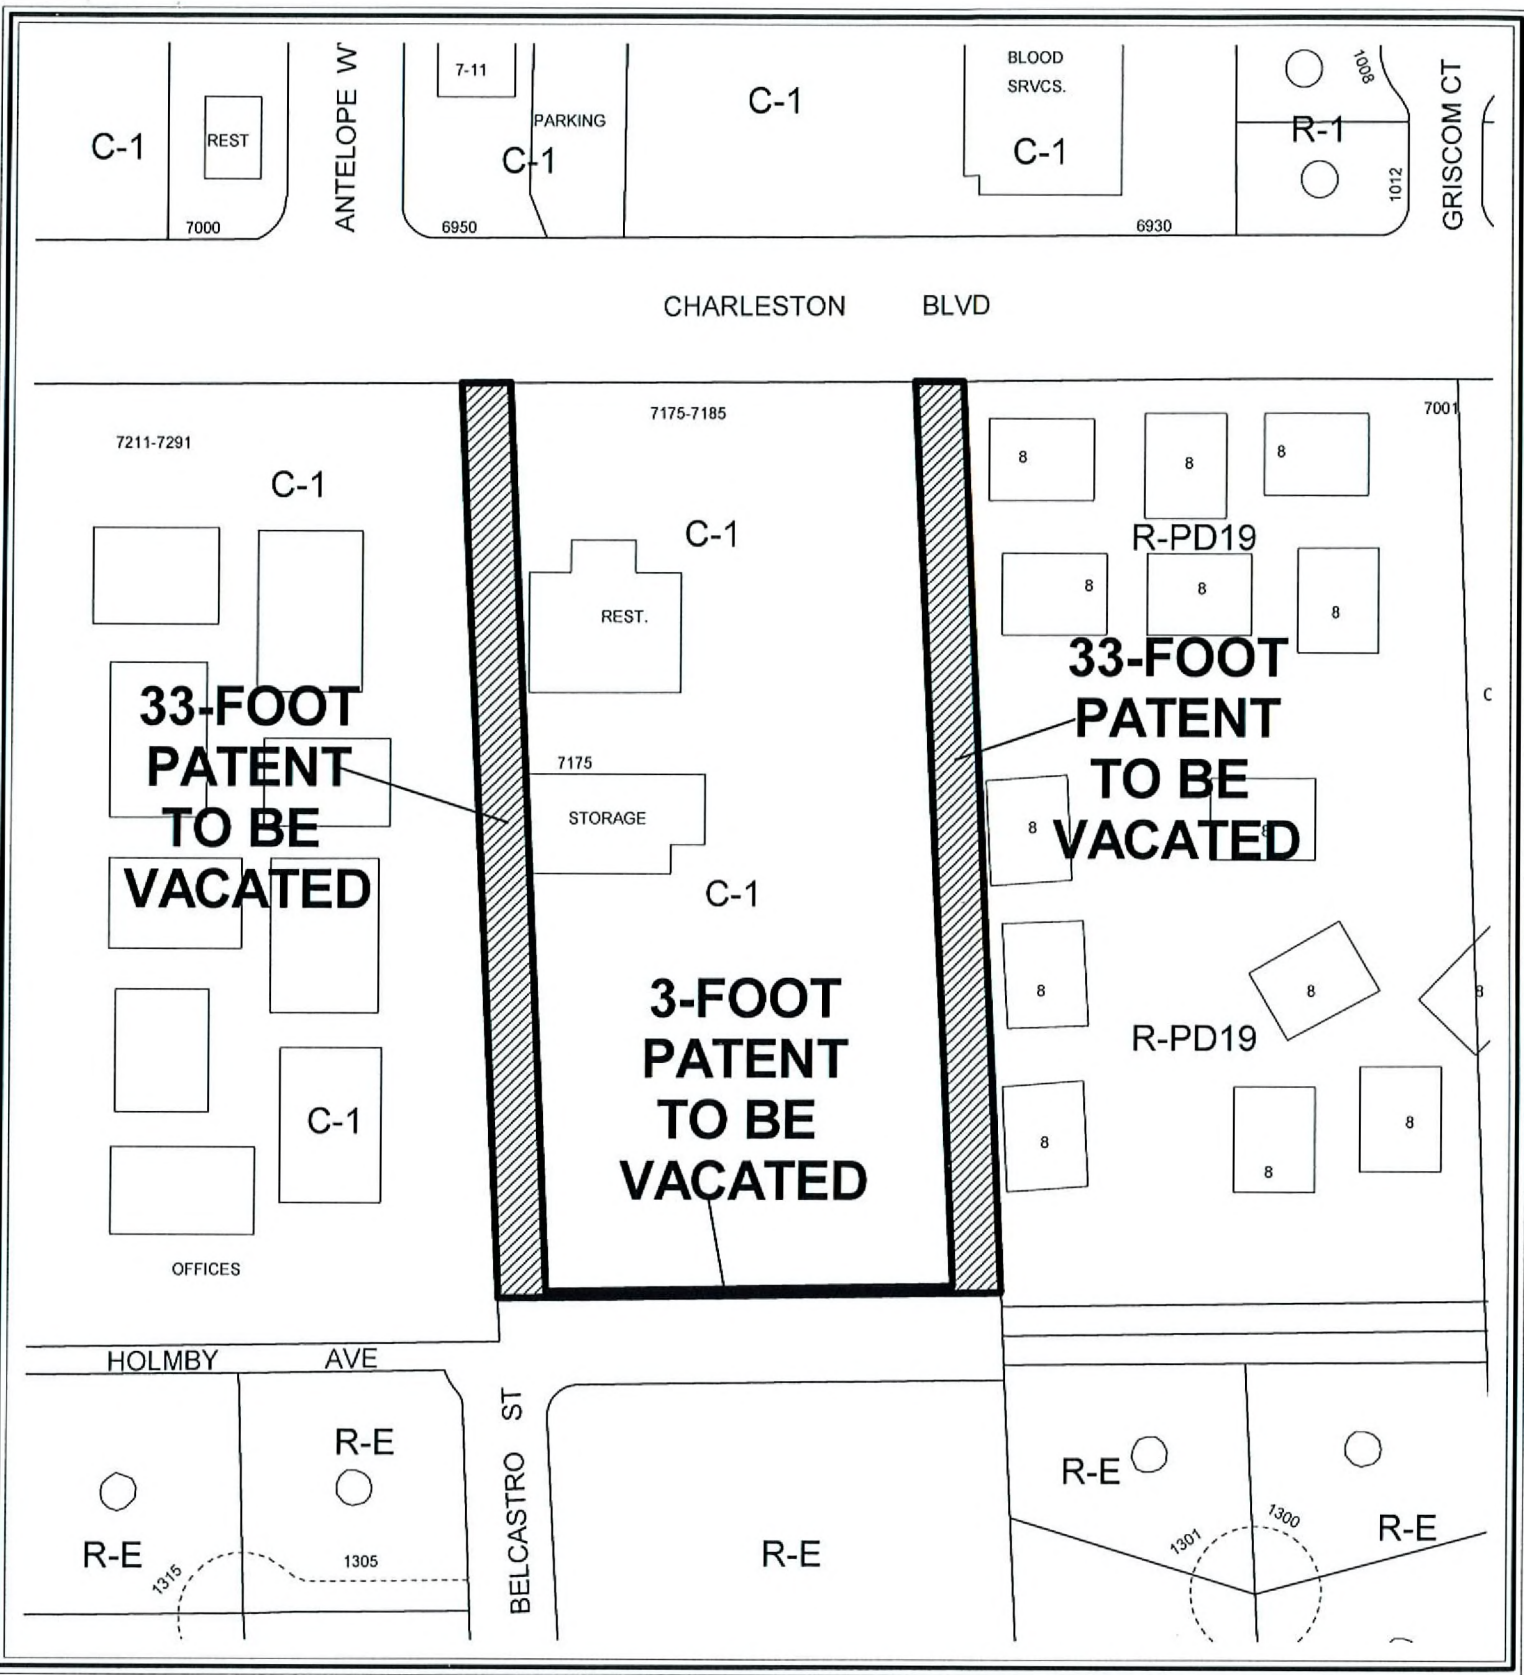 BLOOD
SRVCS.
7-11
ANTELOPE W
1008
GRISCOM CT
C-1
PARKING
R-1
REST
C-1
C-1
C-1
1012
7000
6950
6930
CHARLESTON BLVD
7211-7291
7175-7185
7001
C-1
8
8
8
C-1
R-PD19
8
8
8
REST.
33-FOOT
PATENT
TO BE
VACATED
33-FOOT
PATENT
TO BE
VACATED
C
7175
STORAGE
8
8
C-1
3-FOOT
PATENT
TO BE
VACATED
8
8
8
R-PD19
C-1
8
8
8
OFFICES
HOLMBY AVE
BELCASTRO ST
R-E
R-E
R-E
R-E
R-E
1315
1305
1301
1300